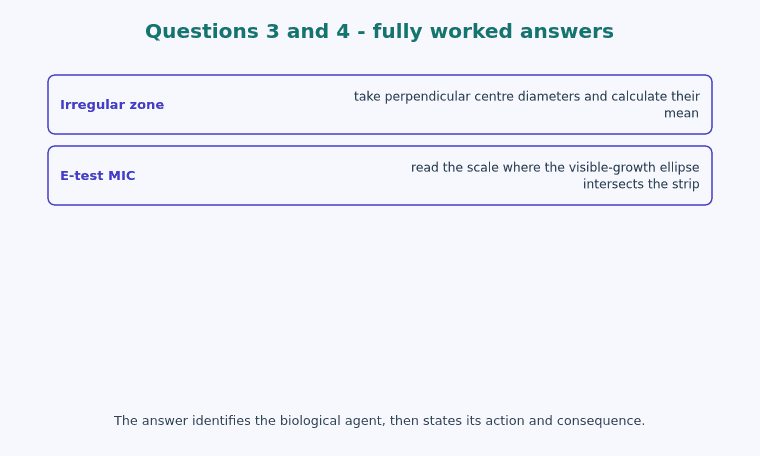 Questions 3 and 4 - fully worked answers
Irregular zone
take perpendicular centre diameters and calculate their
mean
E-test MIC
read the scale where the visible-growth ellipse
intersects the strip
The answer identifies the biological agent, then states its action and consequence.